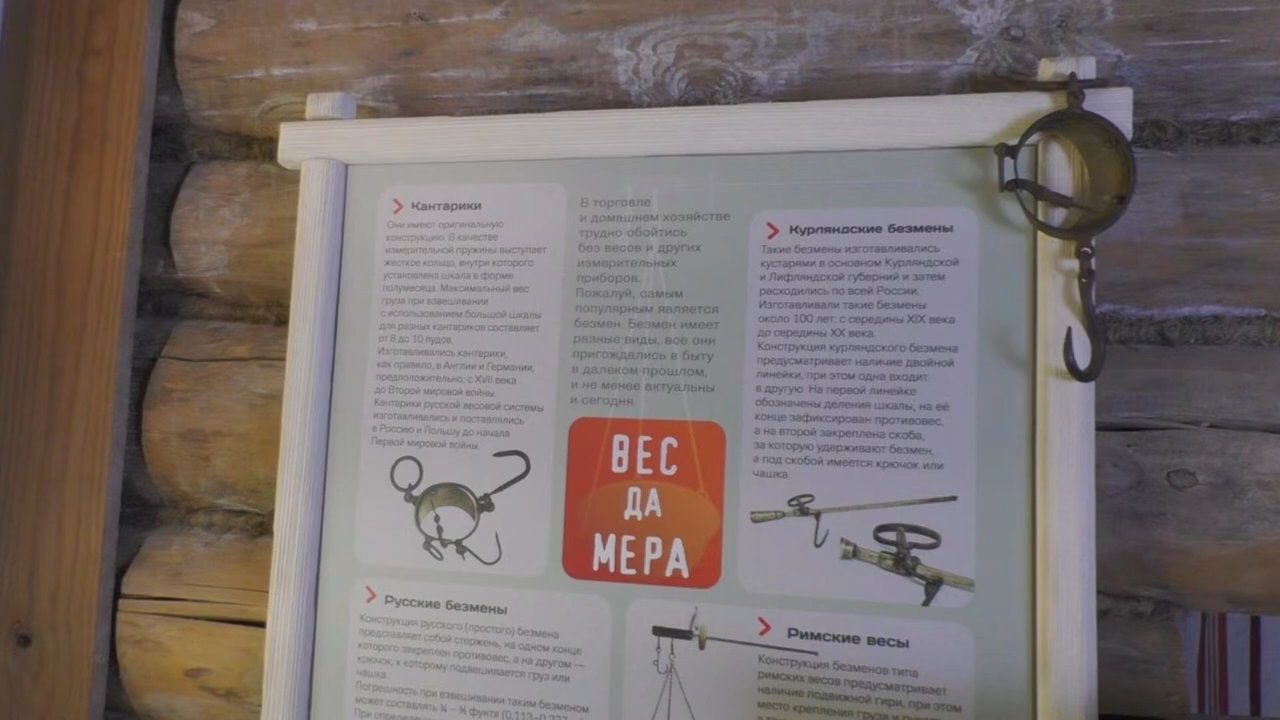 Кантарики
Они имеют оригинальную
конструкцию. В качестве
измерительной пружины выступает
жесткое кольцо, внутри которого
установлена шкала в форме
полумесяца. Максимальный вес
груза при взвешивании
с использованием большой шкалы
для разных кантариков составляет
от 8 до 10 пудов.
Изготавливались кантарики,
как правило, в Англии и Германии,
предположительно, с XVII века
до Второй мировой войны.
Кантарики русской весовой системы
изготавливались и поставлялись
в Россию и Польшу до начала
Первой мировой войны.
В торговле
и домашнем хозяйстве
трудно обойтись
без весов и других
измерительных
приборов.
Пожалуй, самым
популярным является
безмен. Безмен имеет
разные виды, все они
пригождались в быту
в далеком прошлом,
и не менее актуальны
и сегодня.
ВЕС
ДА
МЕРА
Курляндские безмены
Такие безмены изготавливались
кустарями в основном Курляндской
и Лифляндской губерний и затем
расходились по всей России.
Изготавливали такие безмены
около 100 лет: с середины XIX века
до середины XX века.
Конструкция курляндского безмена
предусматривает наличие двойной
линейки, при этом одна входит
в другую. На первой линейке
обозначены деления шкалы, на её
конце зафиксирован противовес,
а на второй закреплена скоба,
за которую удерживают безмен,
а под скобой имеется крючок или
чашка.
Русские безмены
Конструкция русского (простого) безмена
представляет собой стержень, на одном конце
которого закреплен противовес, а на другом —
крючок, к которому подвешивается груз или
чашка.
Погрешность при взвешивании таким безменом
может составлять
фунта
Римские весы
Конструкция безменов типа
римских весов предусматривает
наличие подвижной гири, при этом
место крепления груза и